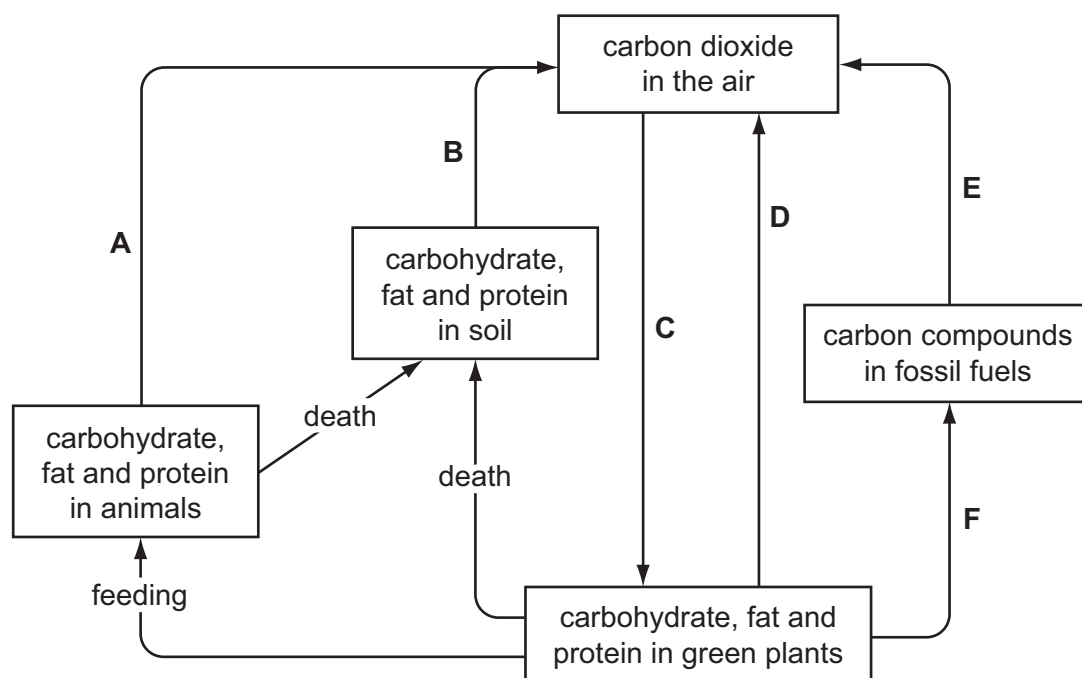 carbon dioxide
in the air
B
E
D
A
carbohydrate,
fat and protein
in soil
C
carbon compounds
in fossil fuels
death
carbohydrate,
fat and protein
in animals
death
F
feeding
carbohydrate, fat and
protein in green plants